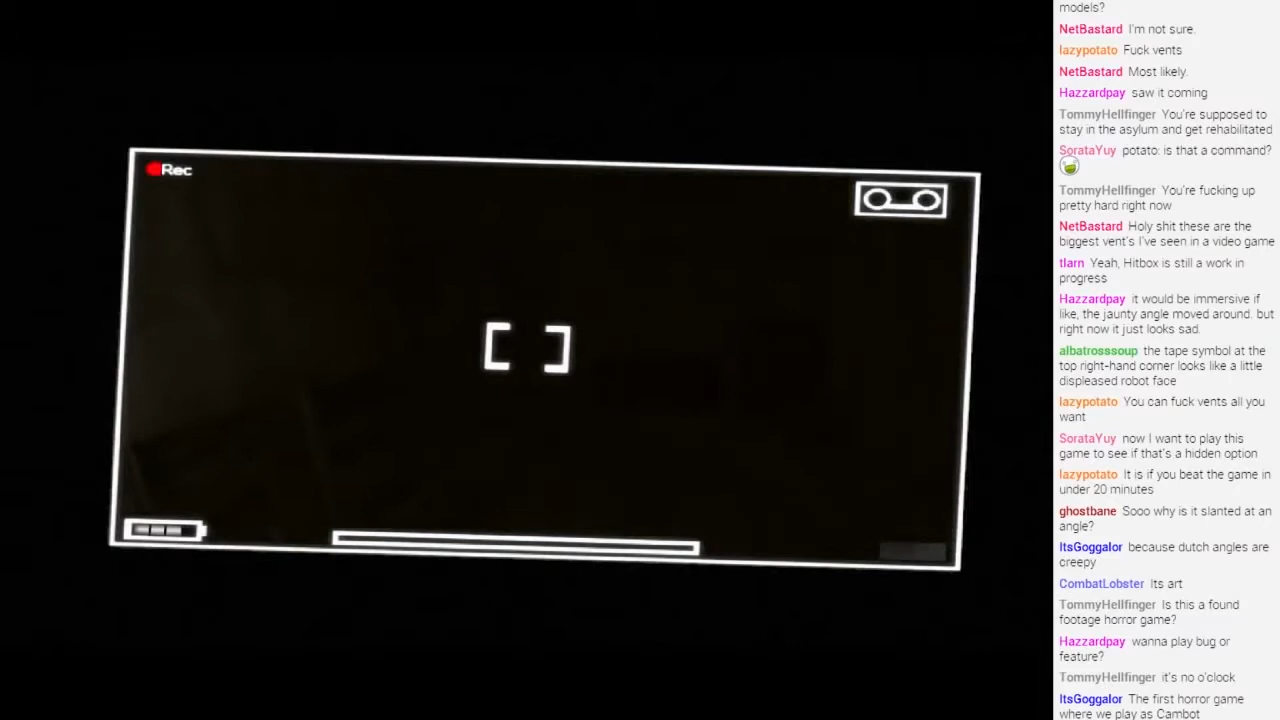 Rec
models?
NetBastard I'm not sure.
lazypotato Fuck vents
NetBastard Most likely.
Hazzardpay saw it coming
TommyHellfinger You're supposed to
stay in the asylum and get rehabilitated
SorataYuy potato: is that a command?
TommyHellfinger You're fucking up
pretty hard right now
NetBastard Holy shit these are the
biggest vent's I've seen in a video game
tlarn Yeah, Hitbox is still a work in
progress
Hazzardpay it would be immersive if
like, the jaunty angle moved around. but
right now it just looks sad.
albatrosssoup the tape symbol at the
top right-hand corner looks like a little
displeased robot face
lazypotato You can fuck vents all you
want
SorataYuy now I want to play this
game to see if that's a hidden option
lazypotato It is if you beat the game in
under 20 minutes
ghostbane Sooo why is it slanted at an
angle?
ItsGoggalor because dutch angles are
creepy
CombatLobster Its art
TommyHellfinger Is this a found
footage horror game?
Hazzardpay wanna play bug or
feature?
TommyHellfinger it's no o'clock
ItsGoggalor The first horror game
where we play as Cambot